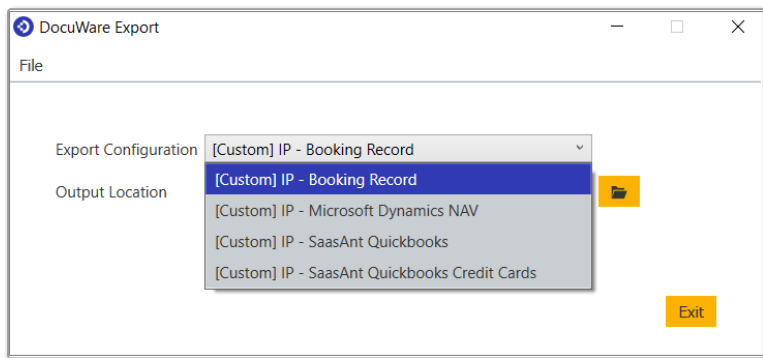 DocuWare Export
File
Export Configuration [Custom] IP - Booking Record
Output Location
[Custom] IP - Booking Record
[Custom] IP - Microsoft Dynamics NAV
[Custom] IP - SaasAnt Quickbooks
[Custom] IP - SaasAnt Quickbooks Credit Cards
Exit